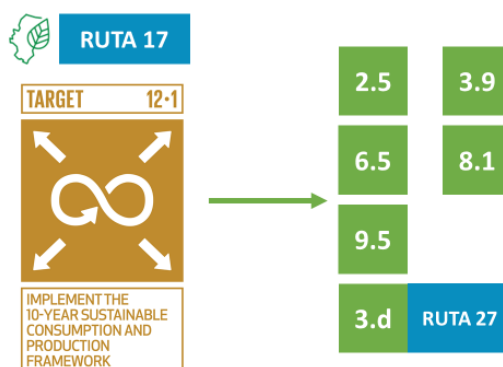 RUTA 17
TARGET 12·1
IMPLEMENT THE
10-YEAR SUSTAINABLE
CONSUMPTION AND
PRODUCTION
FRAMEWORK
2.5 3.9
6.5 8.1
9.5
3.d RUTA 27